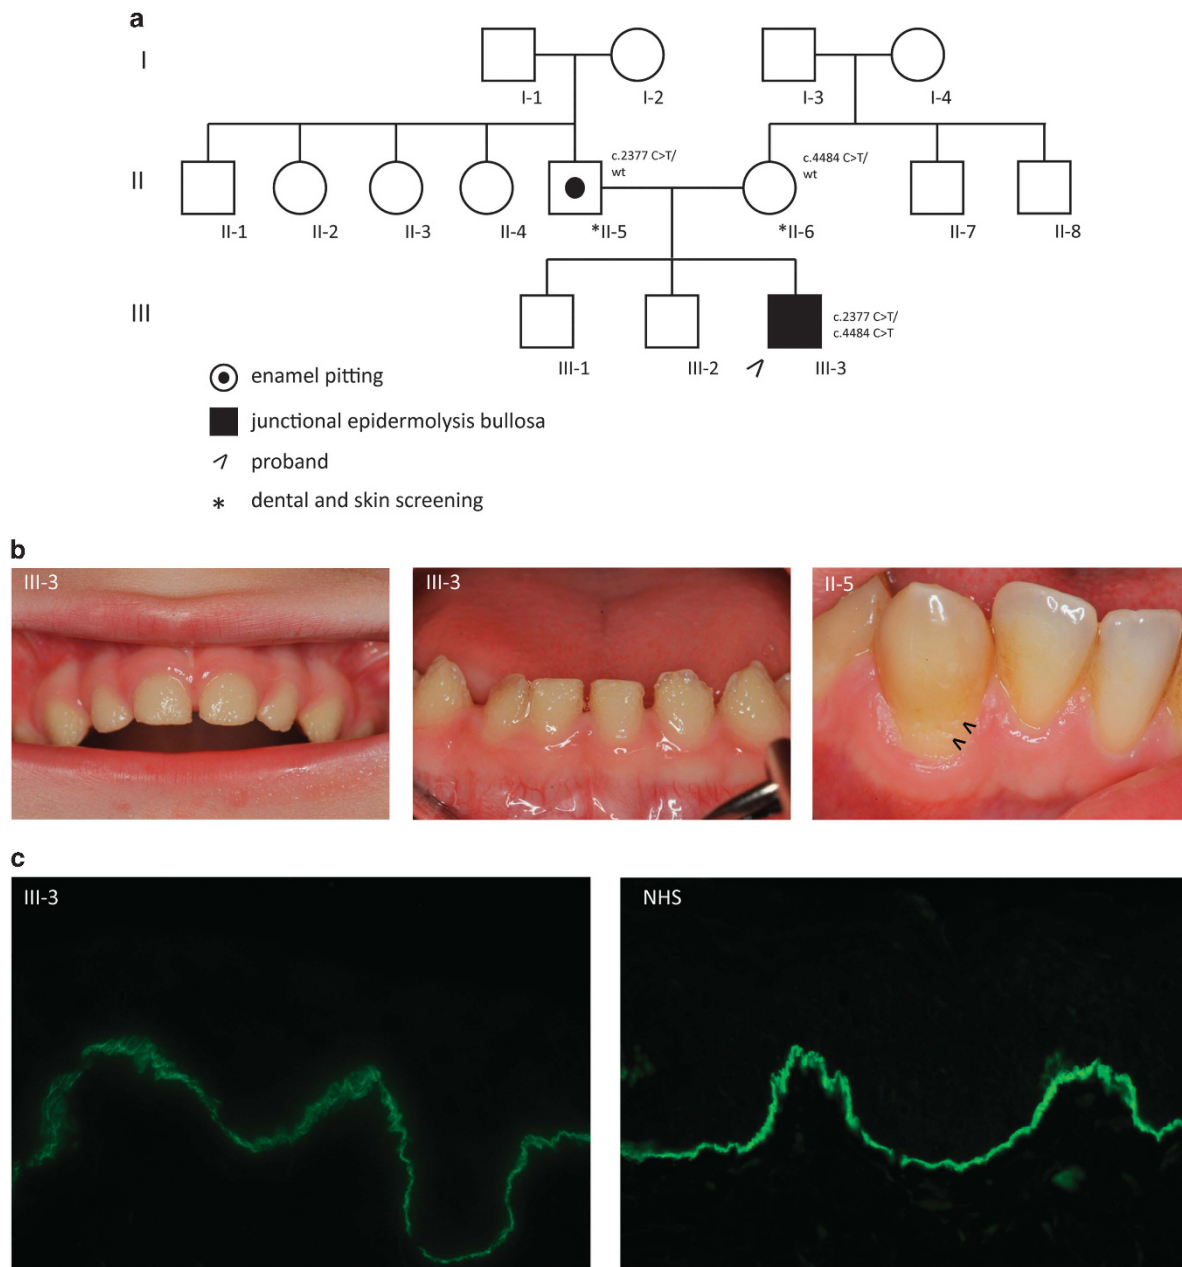 a
I
I-1
I-2
I-3
I-4
II
c.2377 C>T/
wt
c.4484 C>T/
wt
II-1
II-2
II-3
II-4
*II-5
*II-6
II-7
II-8
III
c.2377 C>T/
c.4484 C>T
III-1
III-2
III-3
enamel pitting
junctional epidermolysis bullosa
proband
* dental and skin screening
b
III-3
III-3
II-5
c
III-3
NHS